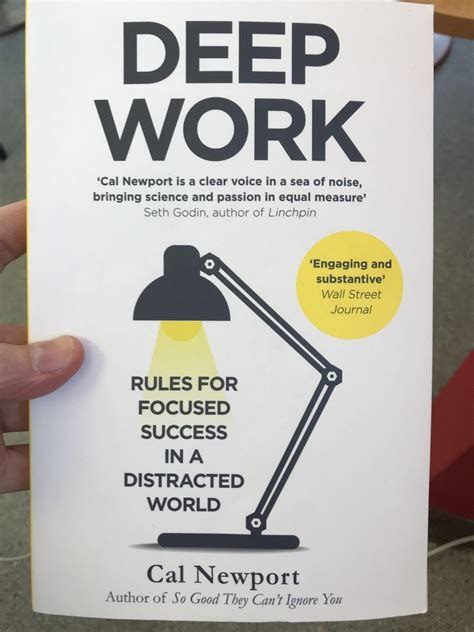 DEEP
WORK
‘Cal Newport is a clear voice in a sea of noise,
bringing science and passion in equal measure’
Seth Godin, author of Linchpin
‘Engaging and
substantive’
Wall Street
Journal
RULES FOR
FOCUSED
SUCCESS
IN A
DISTRACTED
WORLD
Cal Newport
Author of So Good They Can't Ignore You